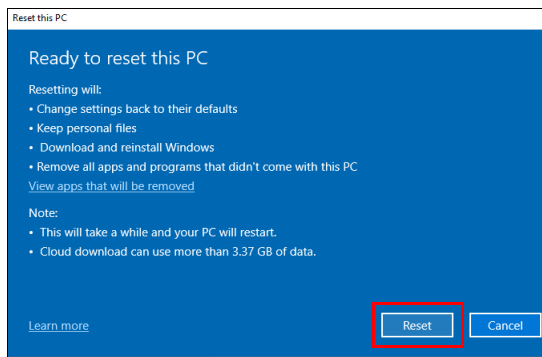 Reset this PC
Ready to reset this PC
Resetting will:
• Change settings back to their defaults
• Keep personal files
• Download and reinstall Windows
• Remove all apps and programs that didn't come with this PC
View apps that will be removed
Note:
• This will take a while and your PC will restart.
• Cloud download can use more than 3.37 GB of data.
Learn more
Reset
Cancel